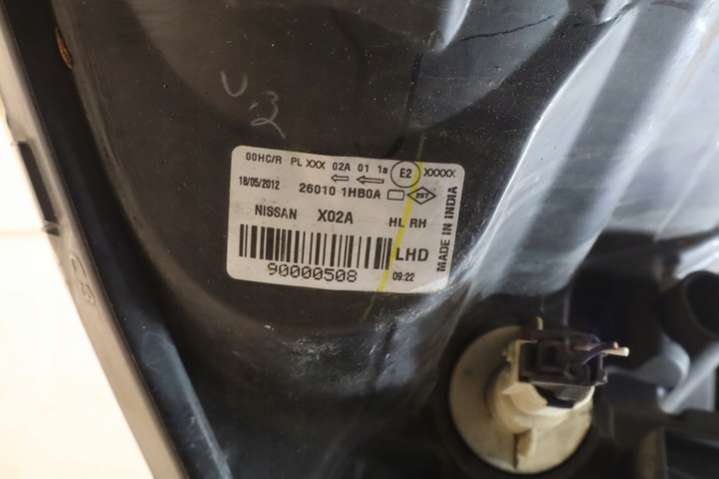 V.2
00HC/R PL XXX 02A 01 1a E2 XXXXX
18/05/2012 26010 1HB0A
NISSAN X02A HL RH
LHD
90000508 09:22
MADE IN INDIA